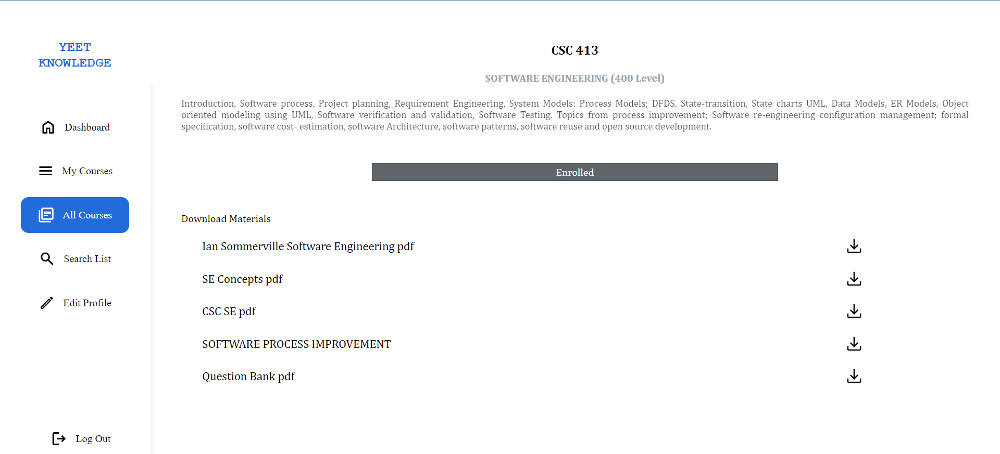 YEET
KNOWLEDGE
Dashboard
My Courses
All Courses
Search List
Edit Profile
Log Out
CSC 413
SOFTWARE ENGINEERING (400 Level)
Introduction, Software process, Project planning, Requirement Engineering, System Models: Process Models; DFDS, State-transition, State charts UML, Data Models, ER Models, Object
oriented modeling using UML, Software verification and validation, Software Testing. Topics from process improvement; Software re-engineering configuration management; formal
specification, software cost- estimation, software Architecture, software patterns, software reuse and open source development.
Enrolled
Download Materials
Ian Sommerville Software Engineering pdf
SE Concepts pdf
CSC SE pdf
SOFTWARE PROCESS IMPROVEMENT
Question Bank pdf